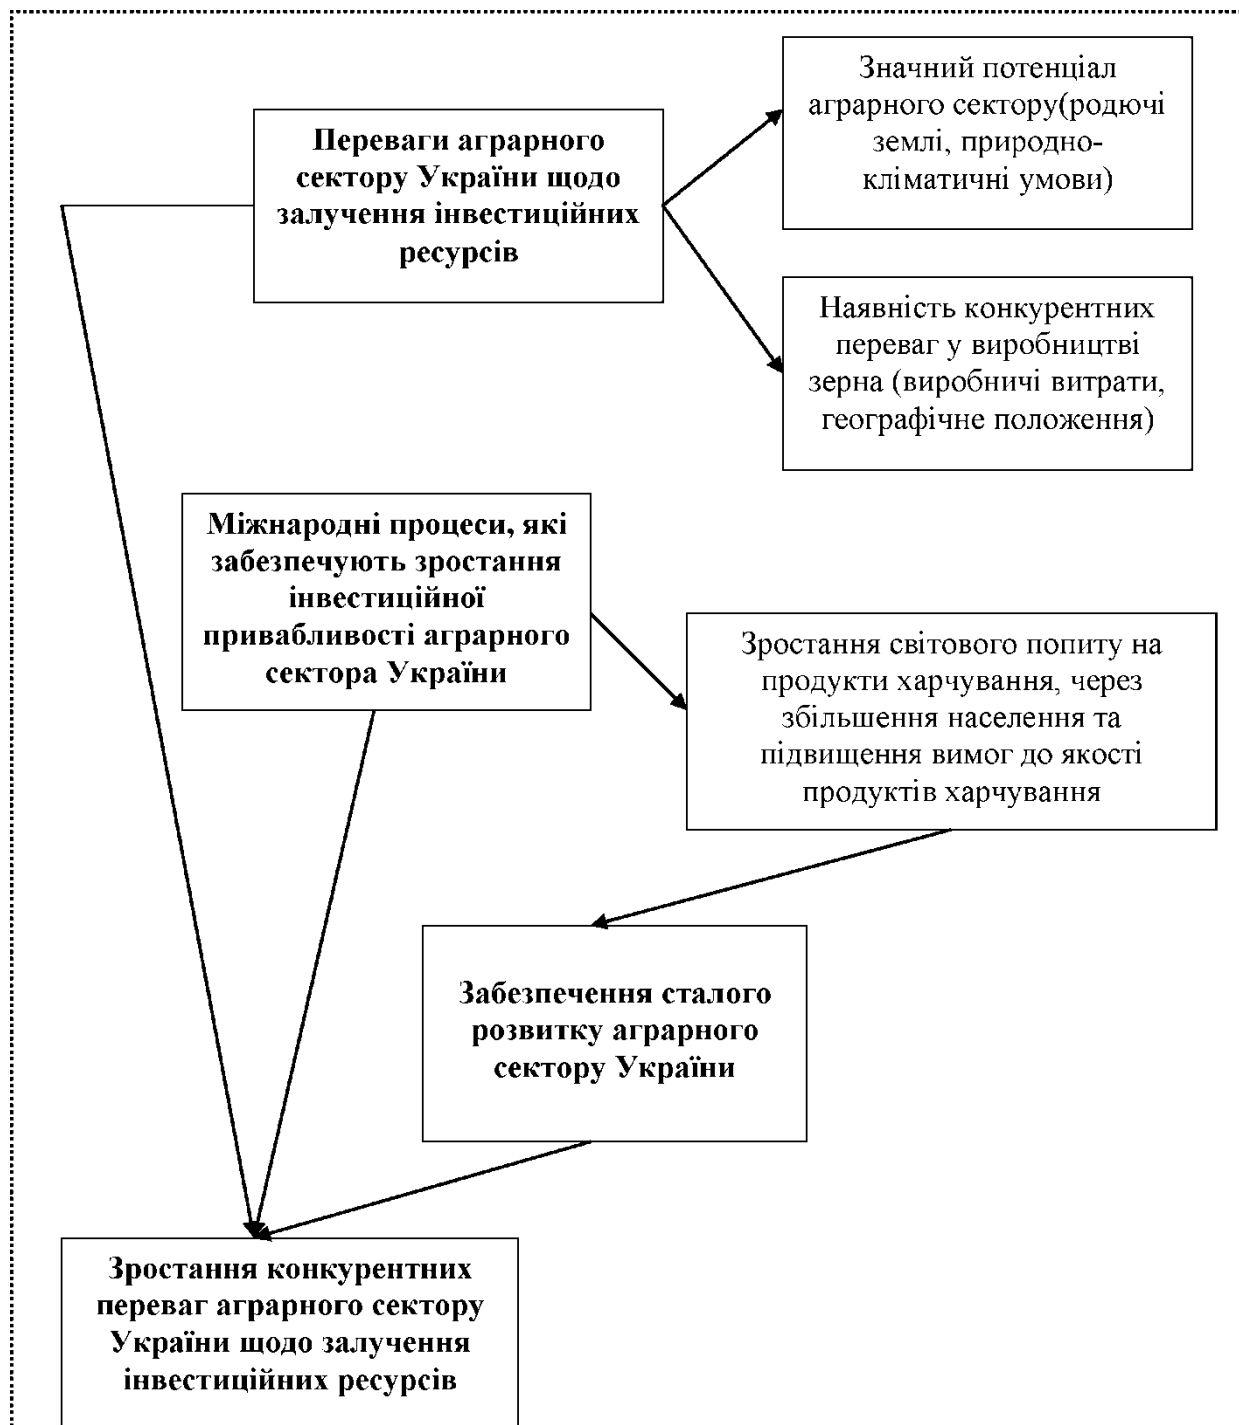 Значний потенціал
аграрного сектору(родючі
землі, природно-
кліматичні умови)
Переваги аграрного
сектору України щодо
залучення інвестиційних
ресурсів
Наявність конкурентних
переваг у виробництві
зерна (виробничі витрати,
географічне положення)
Міжнародні процеси, які
забезпечують зростання
інвестиційної
привабливості аграрного
сектора України
Зростання світового попиту на
продукти харчування, через
збільшення населення та
підвищення вимог до якості
продуктів харчування
Забезпечення сталого
розвитку аграрного
сектору України
Зростання конкурентних
переваг аграрного сектору
України щодо залучення
інвестиційних ресурсів